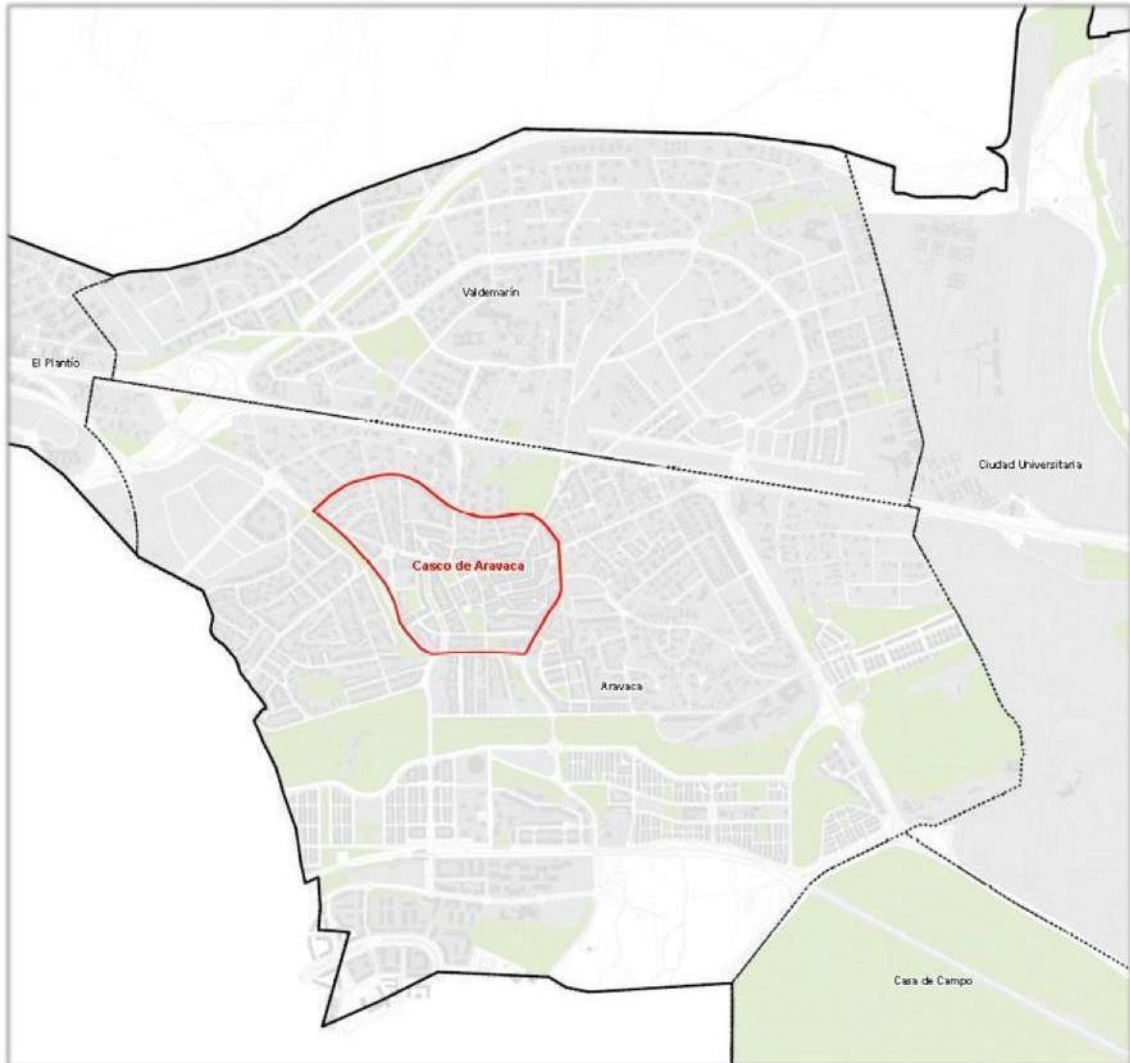 Valdemarín
El Plantío
Ciudad Universitaria
Casco de Aravaca
Aravaca
Casa de Campo